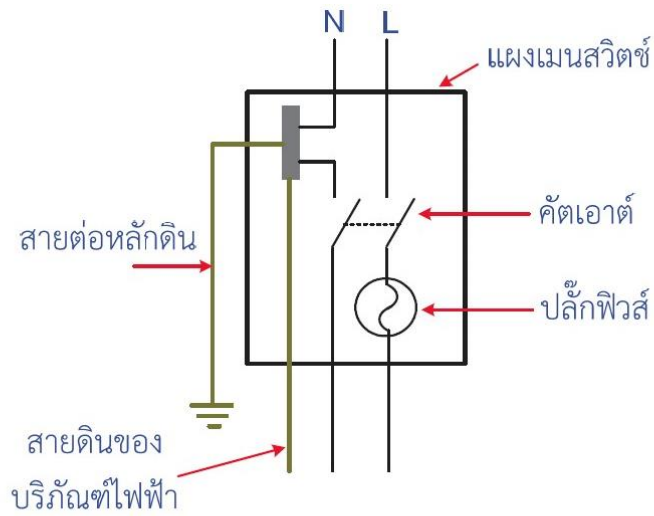 N L
แผงเมนสวิตช์
คัตเอาต์
สายต่อหลักดิน
ปลั๊กฟิวส์
สายดินของ
บริภัณฑ์ไฟฟ้า